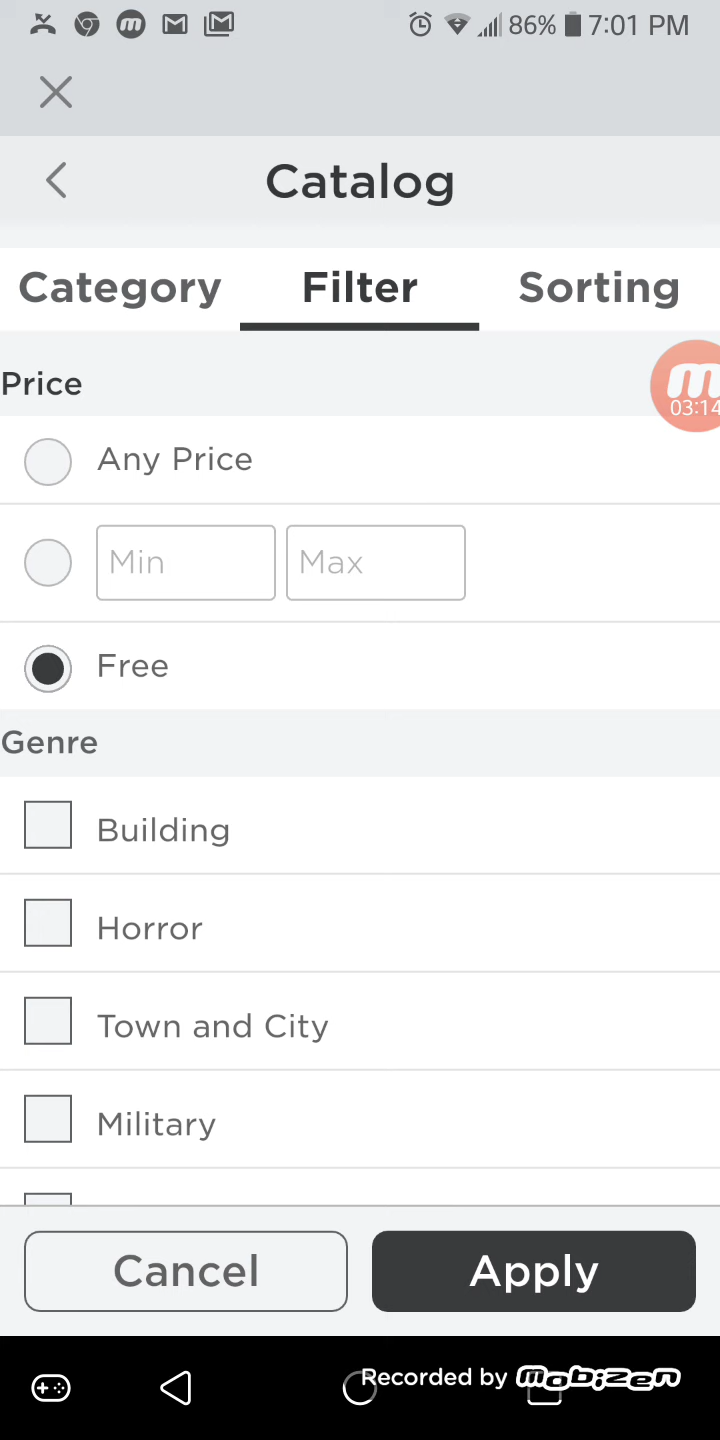 86% 7:01 PM
Catalog
Category Filter Sorting
Price
03:14
Any Price
Min Max
Free
Genre
Building
Horror
Town and City
Military
Cancel Apply
Recorded by mobizen